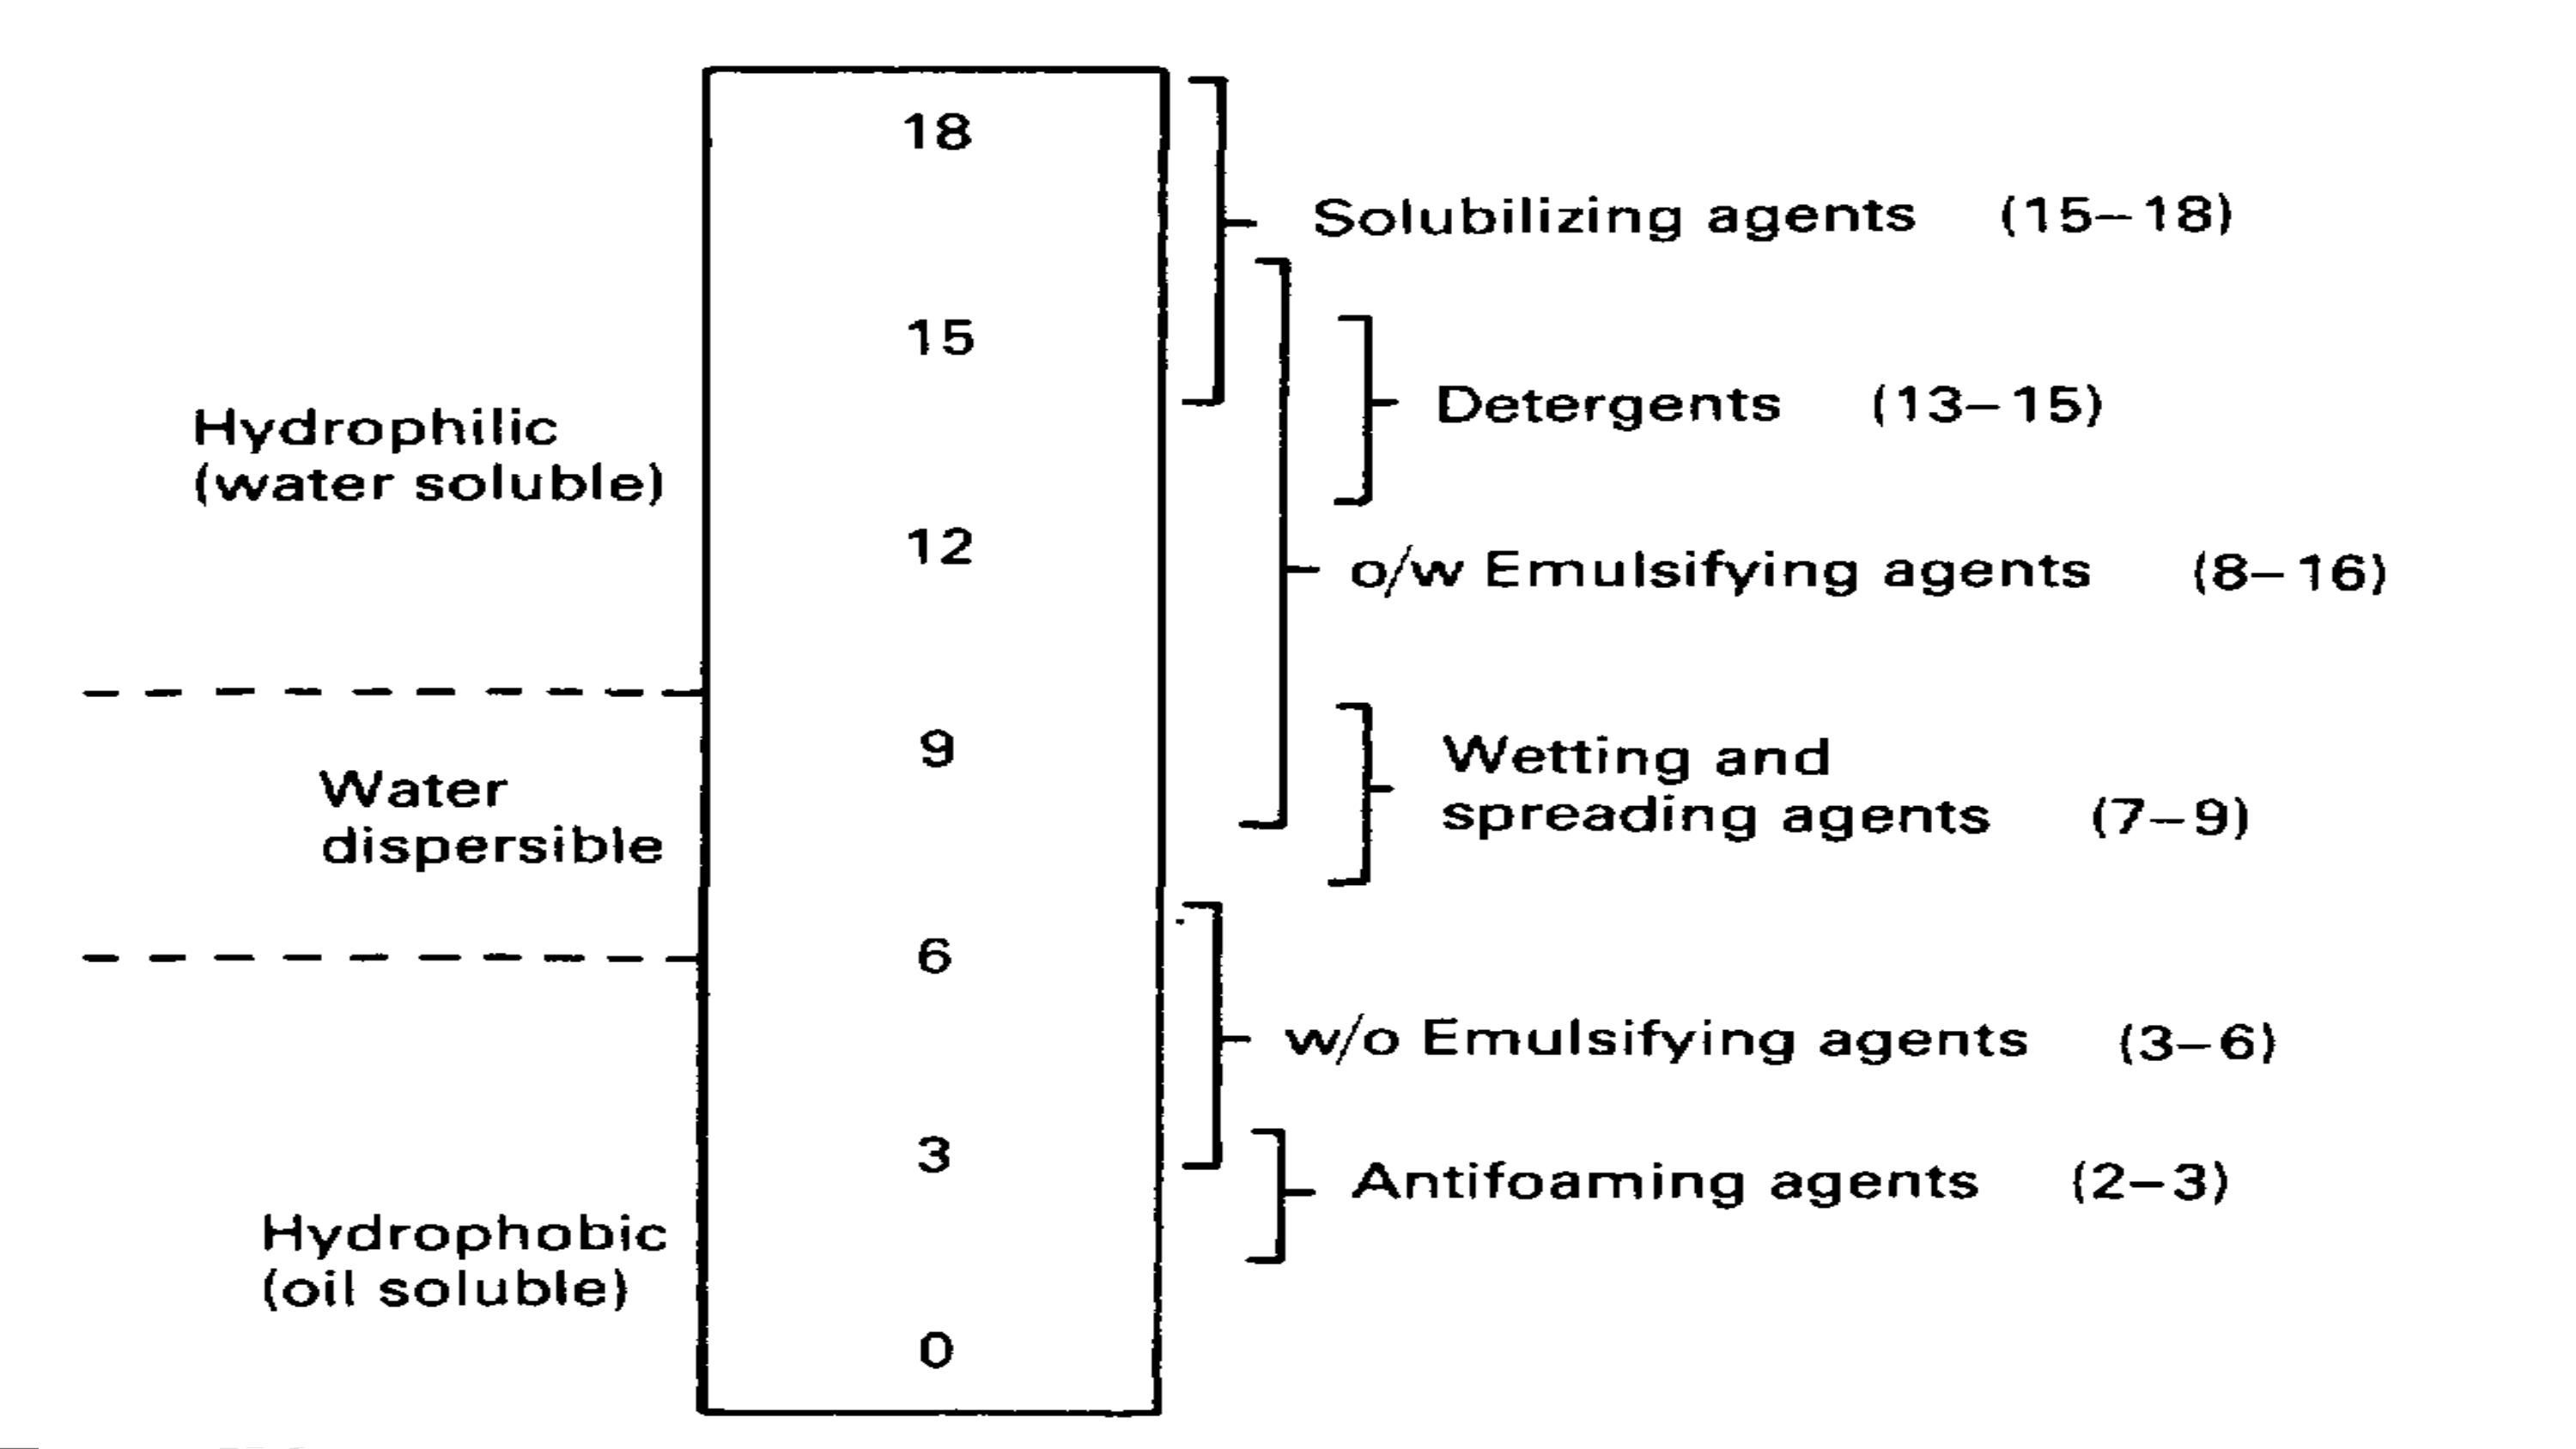 18
Solubilizing agents (15–18)
15
Detergents (13–15)
Hydrophilic
(water soluble)
12
o/w Emulsifying agents (8–16)
9
Wetting and
spreading agents (7–9)
Water
dispersible
6
w/o Emulsifying agents (3–6)
3
Antifoaming agents (2–3)
Hydrophobic
(oil soluble)
0